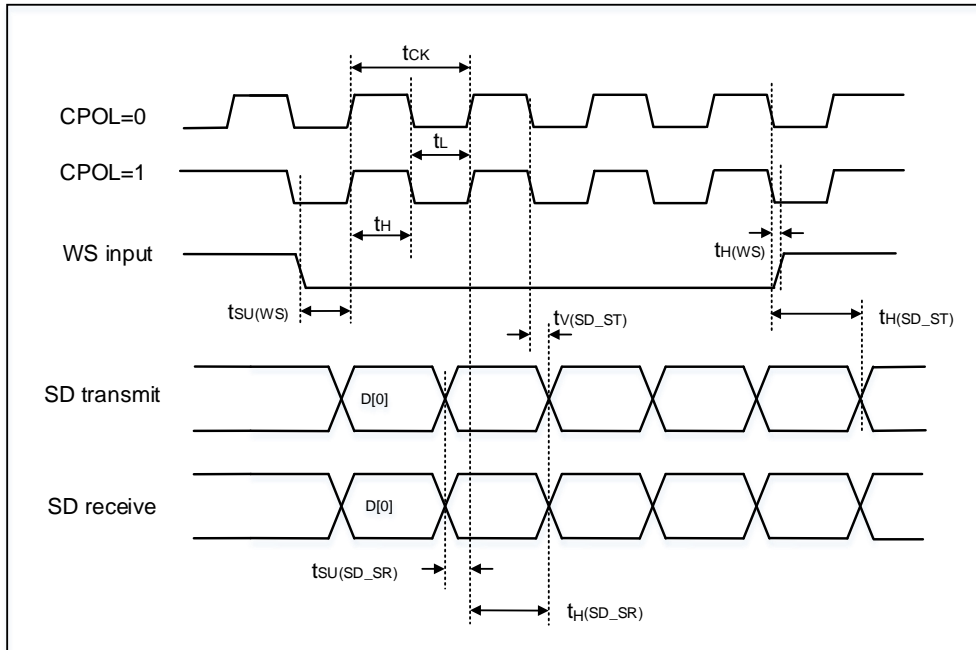 tCK
CPOL=0
tL
CPOL=1
tH
tH(WS)
WS input
tSU(WS)
tV(SD_ST)
tH(SD_ST)
SD transmit
D[0]
SD receive
D[0]
tSU(SD_SR)
tH(SD_SR)